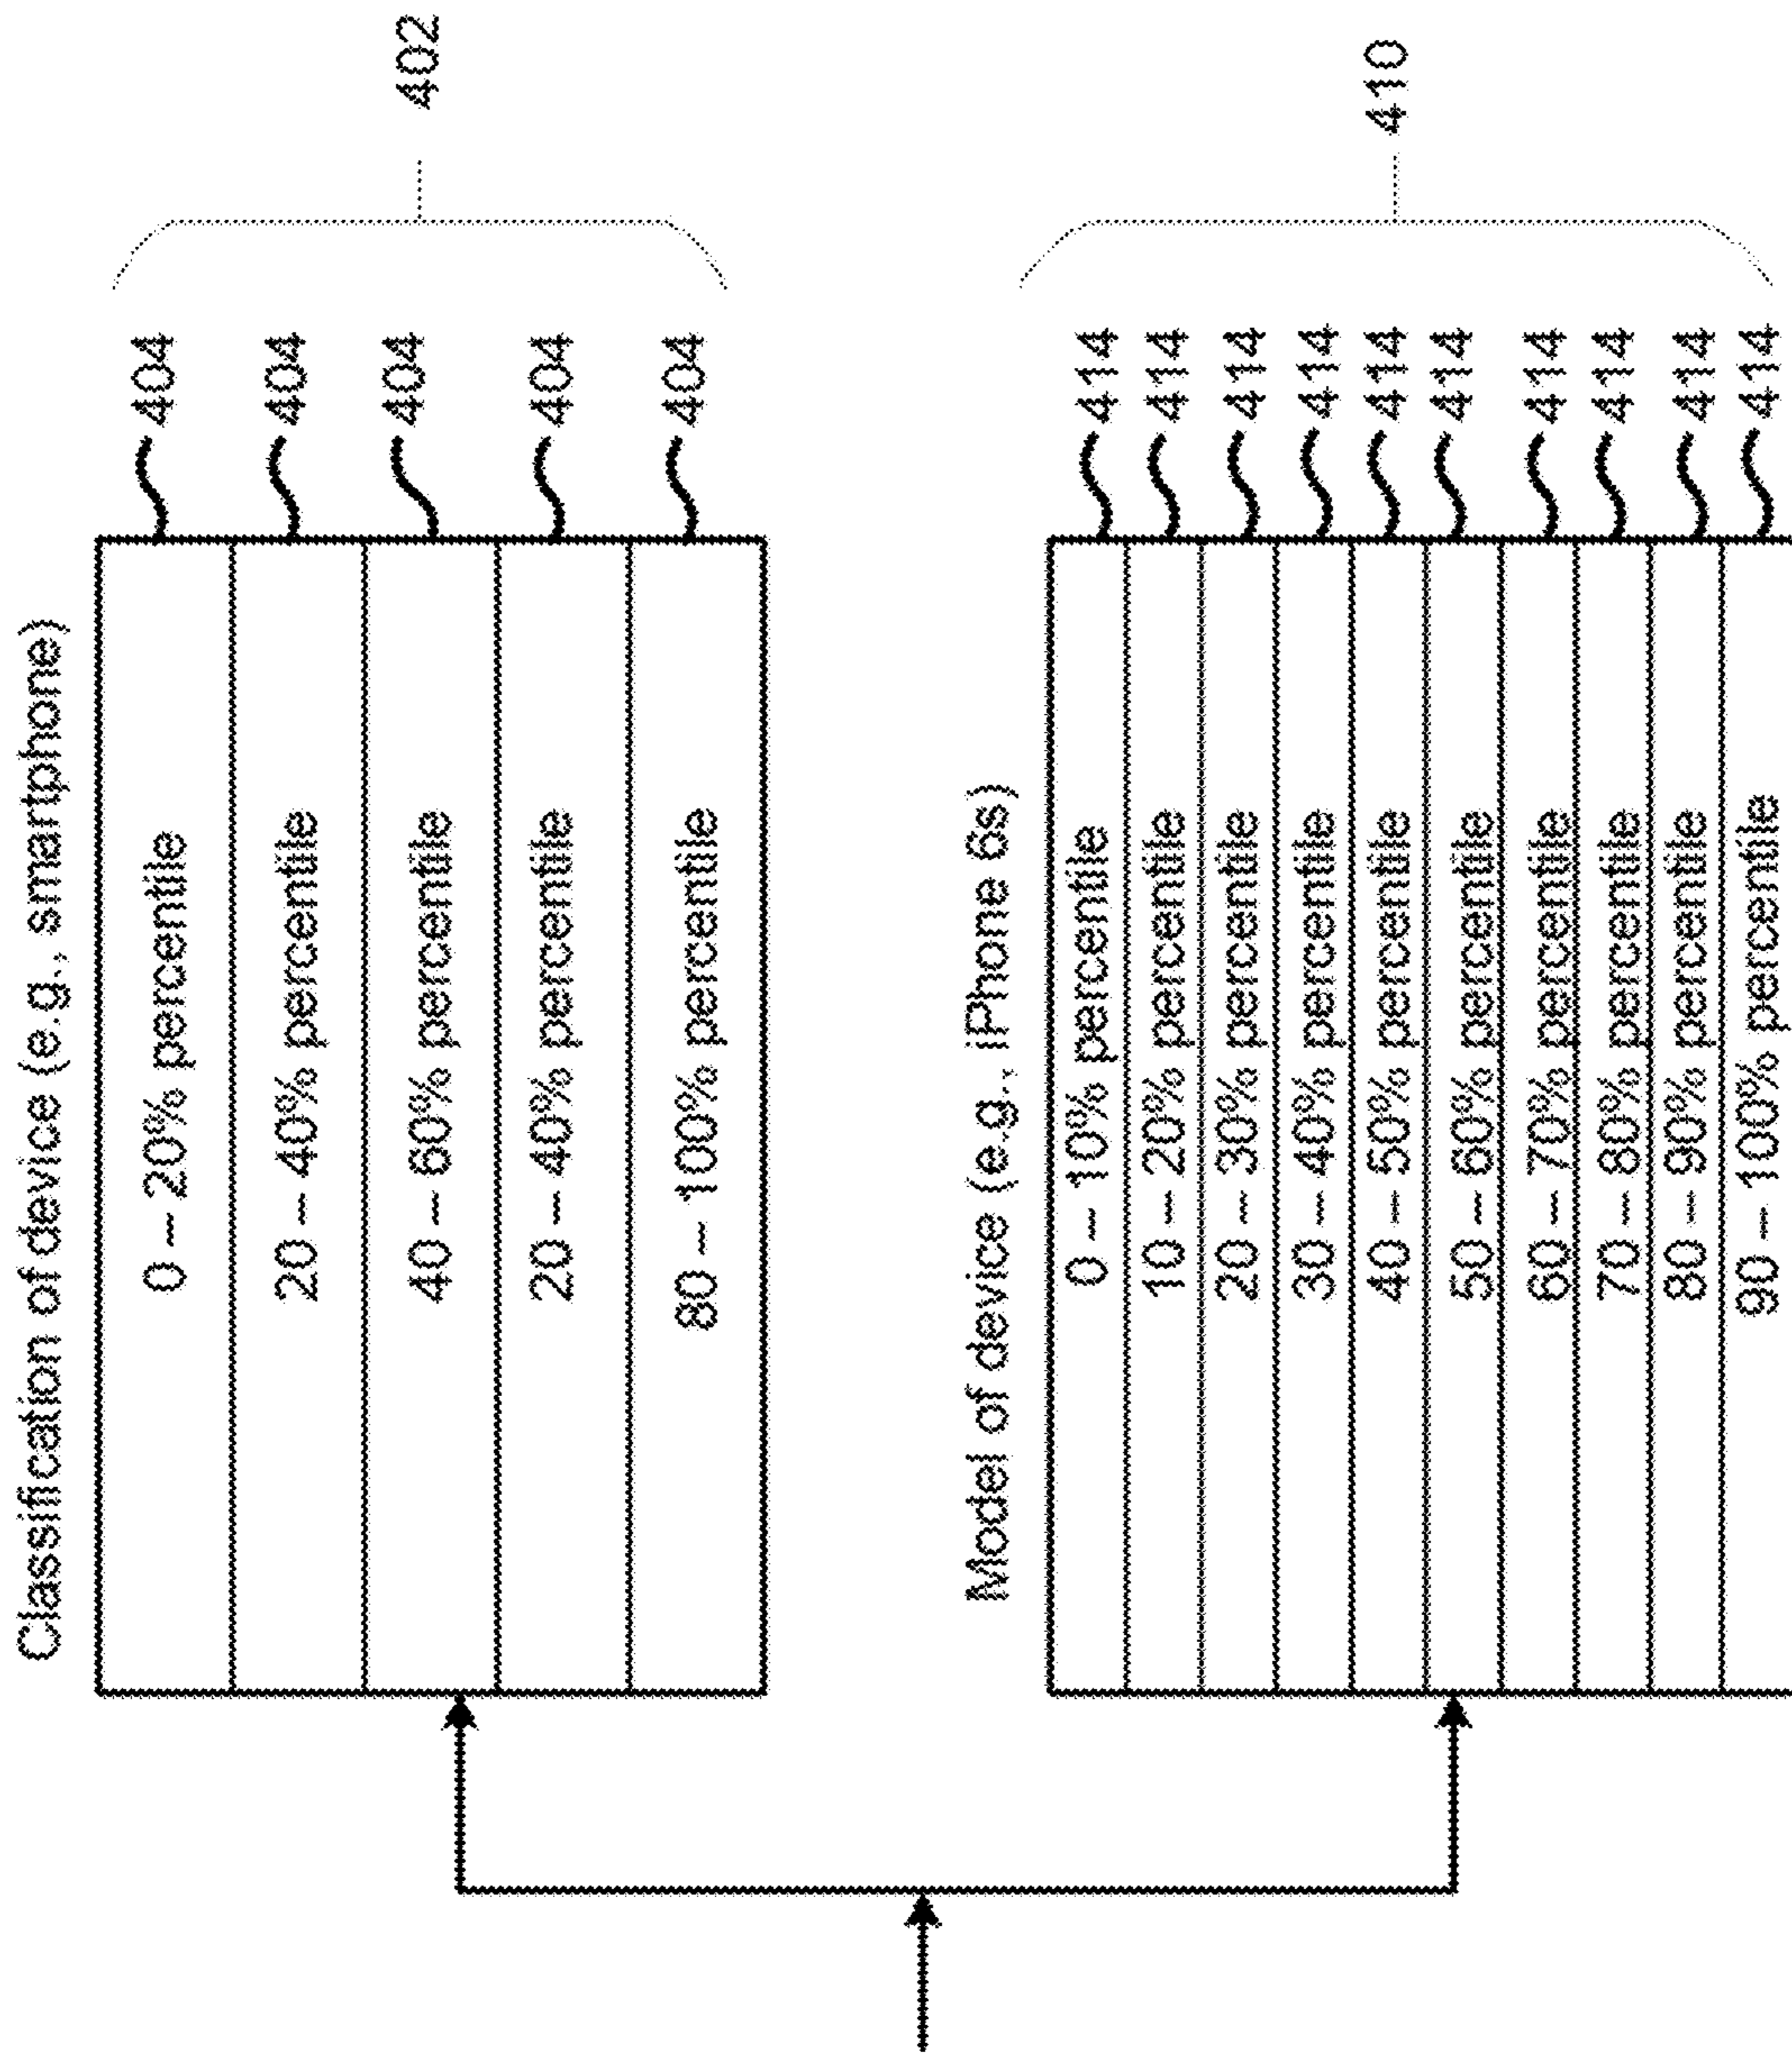 Classification of device (e.g., smartphone)
0 – 20% percentile
404
20 – 40% percentile
404
40 – 60% percentile
404
20 – 40% percentile
404
80 – 100% percentile
404
402
Model of device (e.g., iPhone 6s)
0 – 10% percentile
414
10 – 20% percentile
414
20 – 30% percentile
414
30 – 40% percentile
414
40 – 50% percentile
414
50 – 60% percentile
414
60 – 70% percentile
414
70 – 80% percentile
414
80 – 90% percentile
414
90 – 100% percentile
414
410